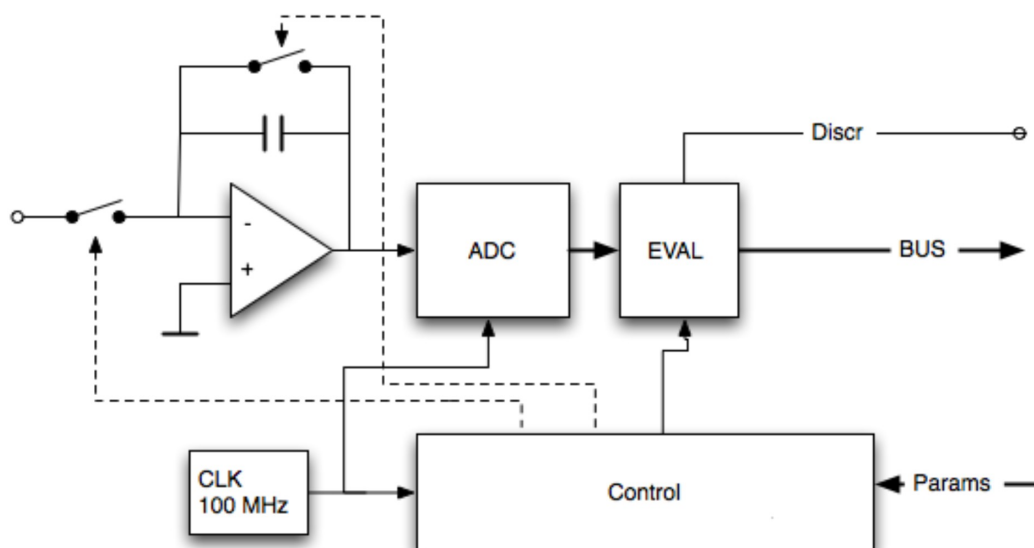 Discr
-
+
ADC
EVAL
BUS
CLK
100 MHz
Control
Params